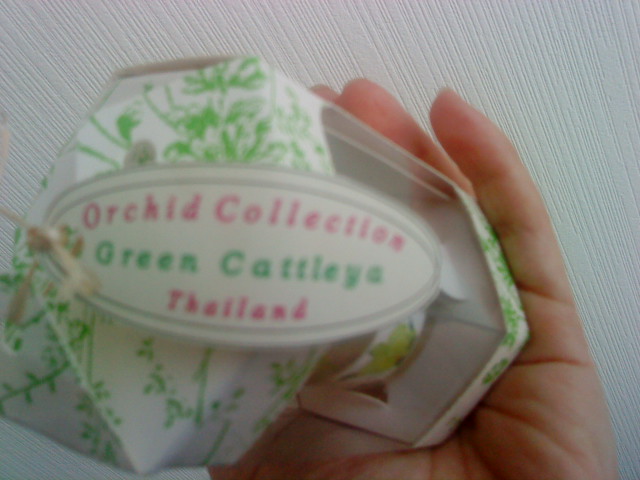 Orchid Collection
Green Cattleya
Thailand